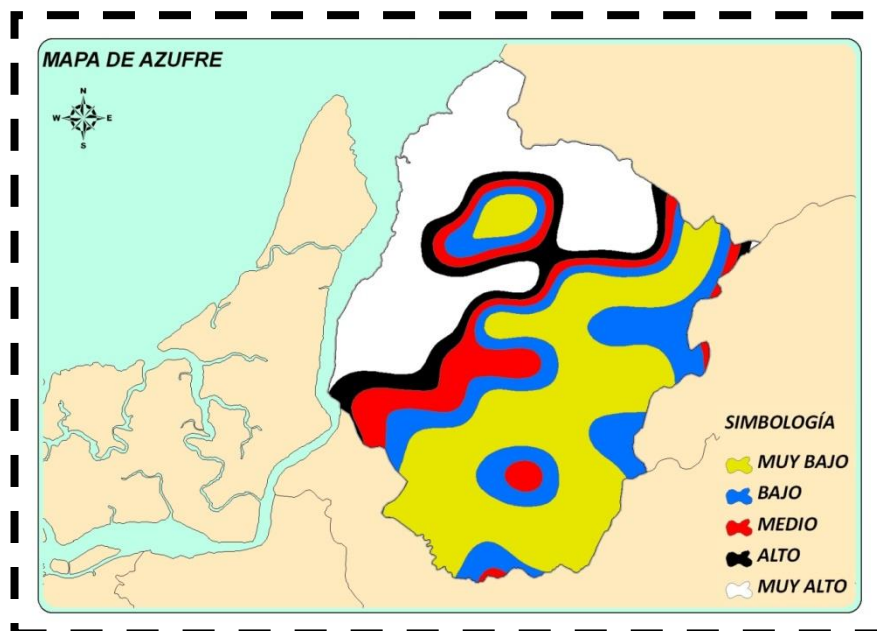 MAPA DE AZUFRE
N
W E
S
SIMBOLOGÍA
MUY BAJO
BAJO
MEDIO
ALTO
MUY ALTO